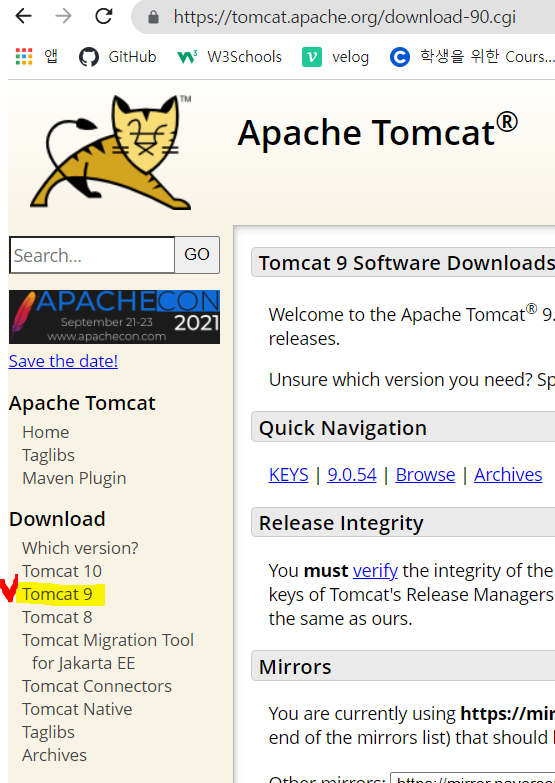 https://tomcat.apache.org/download-90.cgi
앱 GitHub W3Schools velog 학생을 위한 Cours...
TM
Apache Tomcat®
Search... GO
APACHECON
September 21-23 2021
www.apachecon.com
Save the date!
Apache Tomcat
Home
Taglibs
Maven Plugin
Download
Which version?
Tomcat 10
Tomcat 9
Tomcat 8
Tomcat Migration Tool
for Jakarta EE
Tomcat Connectors
Tomcat Native
Taglibs
Archives
Tomcat 9 Software Downloads
Welcome to the Apache Tomcat® 9.
releases.
Unsure which version you need? Sp
Quick Navigation
KEYS | 9.0.54 | Browse | Archives
Release Integrity
You must verify the integrity of the
keys of Tomcat's Release Managers
the same as ours.
Mirrors
You are currently using https://mir
end of the mirrors list) that should
Other mirrors: